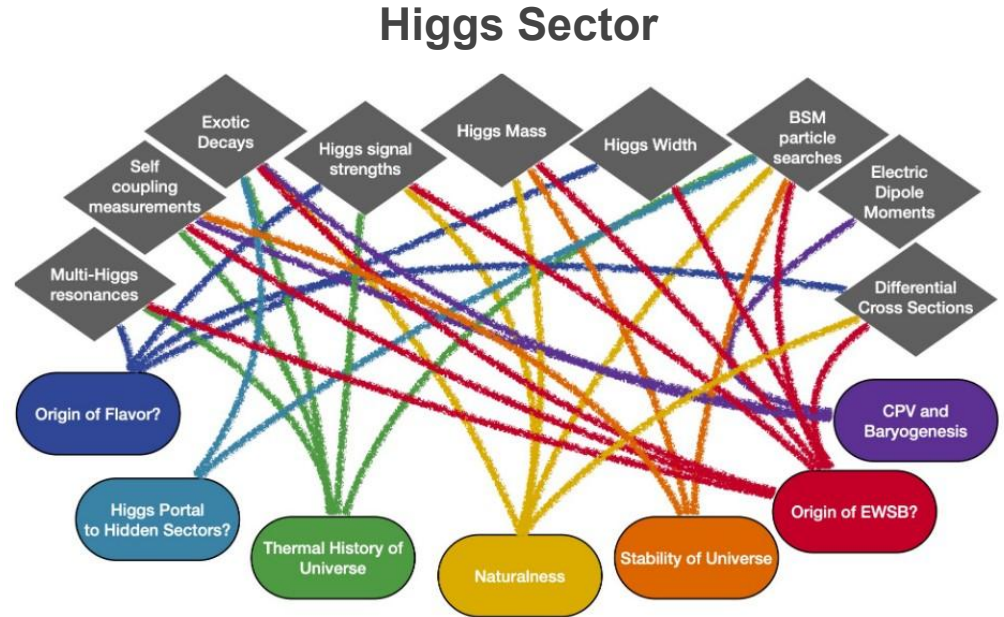 Higgs Sector
Exotic
Decays
Higgs signal
strengths
Higgs Mass
Higgs Width
BSM
particle
searches
Self
coupling
measurements
Electric
Dipole
Moments
Multi-Higgs
resonances
Differential
Cross Sections
Origin of Flavor?
CPV and
Baryogenesis
Higgs Portal
to Hidden Sectors?
Origin of EWSB?
Thermal History of
Universe
Naturalness
Stability of Universe